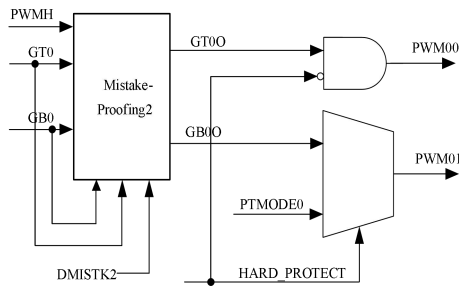 PWMH
GT0
GB0
Mistake-
Proofing2
GT0O
GB0O
PWM00
PWM01
PTMODE0
DMISTK2
HARD_PROTECT